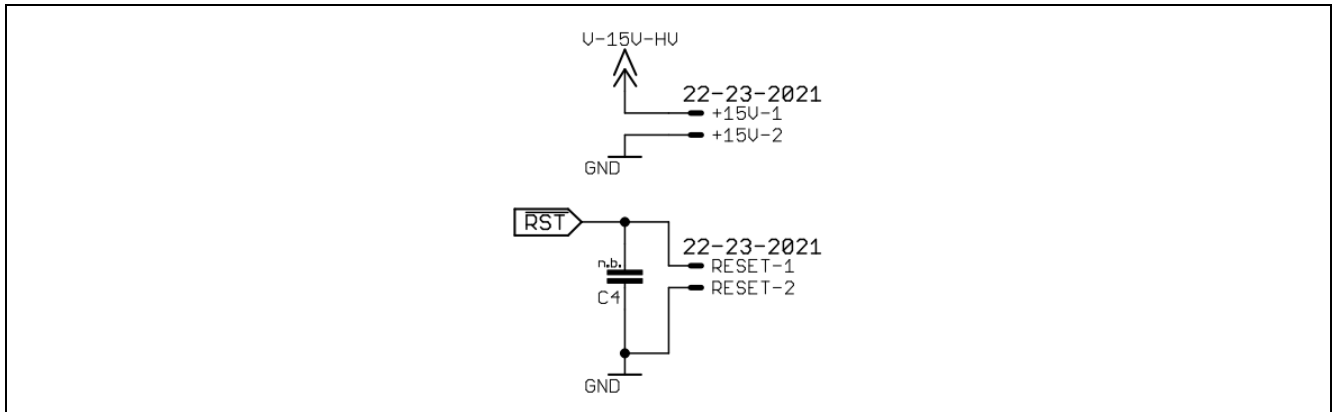 V-15V-HV
22-23-2021
+15V-1
+15V-2
GND
RST
22-23-2021
n.b.
RESET-1
RESET-2
C4
GND